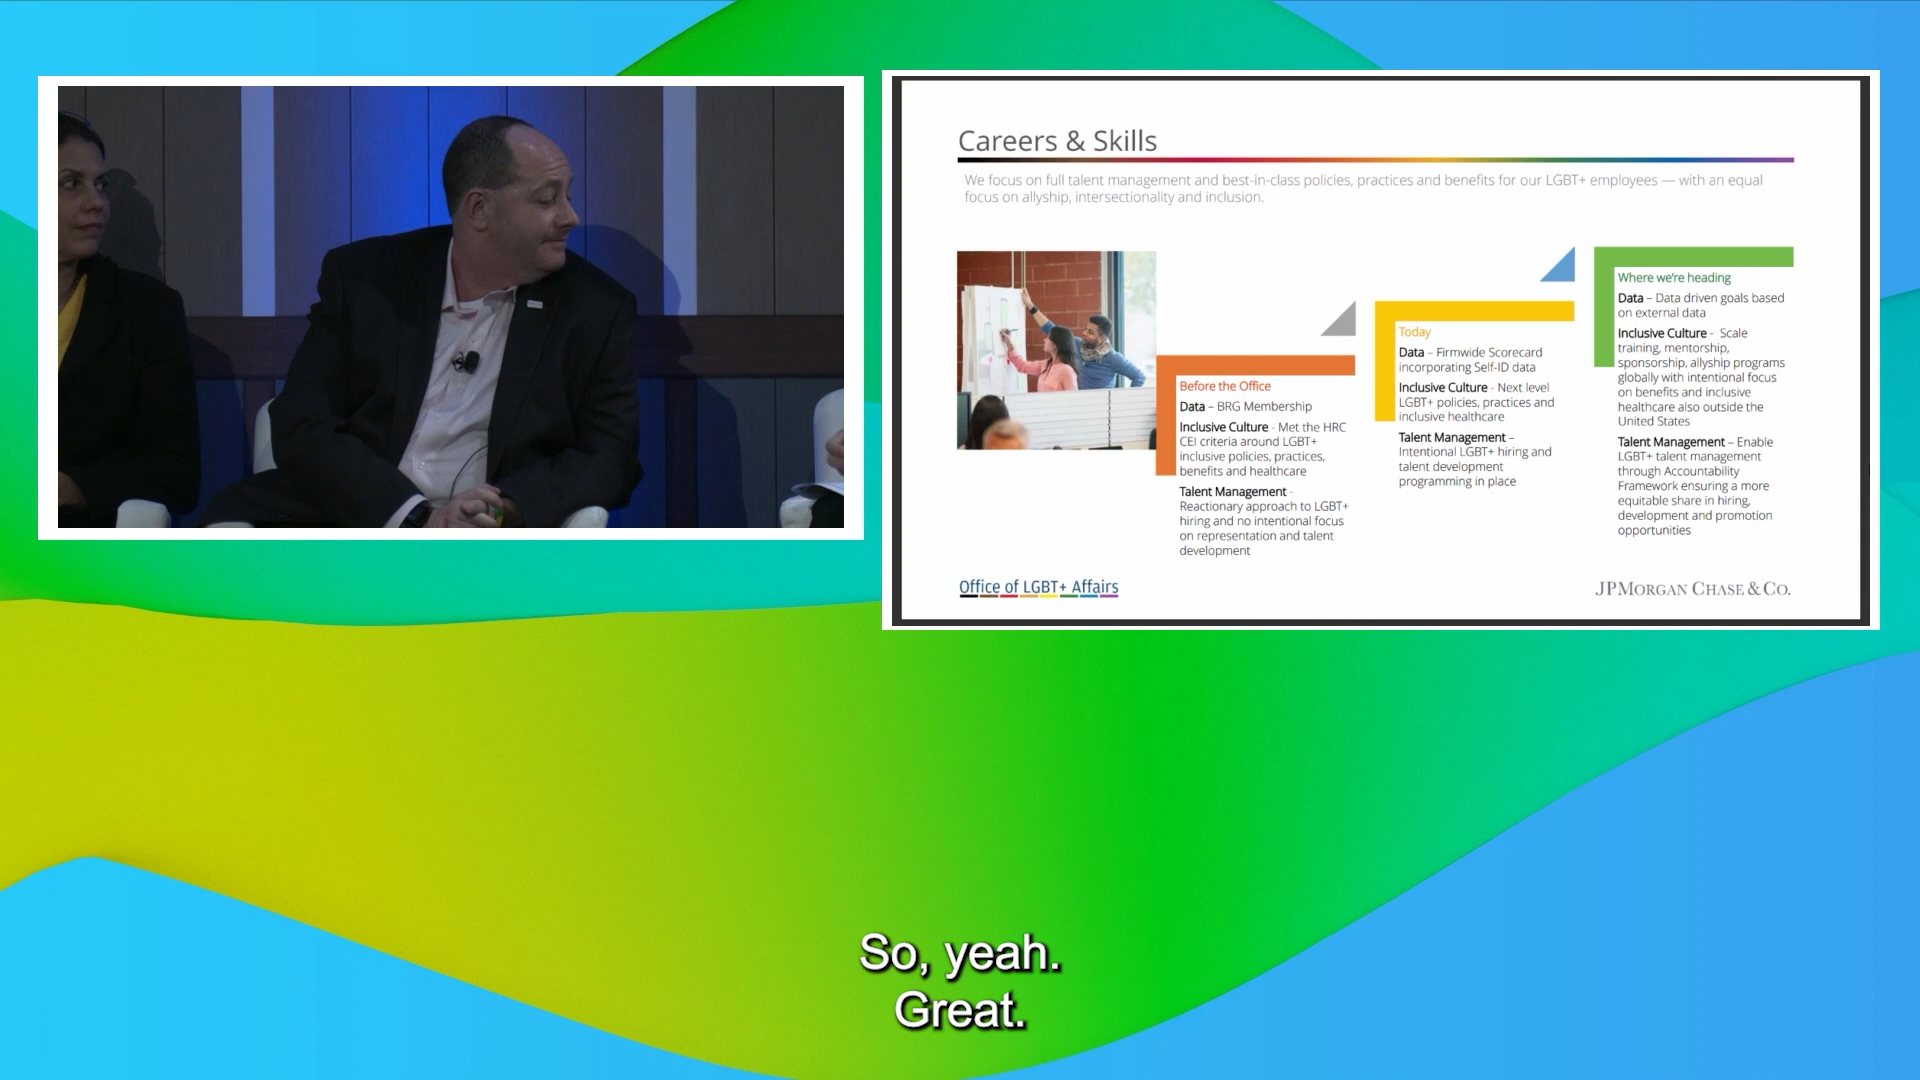 Careers & Skills
We focus on full talent management and best-in-class policies, practices and benefits for our LGBT+ employees — with an equal
focus on allyship, intersectionality and inclusion.
Before the Office
Data – BRG Membership
Inclusive Culture - Met the HRC
CEI criteria around LGBT+
inclusive policies, practices,
benefits and healthcare
Talent Management -
Reactionary approach to LGBT+
hiring and no intentional focus
on representation and talent
development
Today
Data – Firmwide Scorecard
incorporating Self-ID data
Inclusive Culture - Next level
LGBT+ policies, practices and
inclusive healthcare
Talent Management –
Intentional LGBT+ hiring and
talent development
programming in place
Where we're heading
Data – Data driven goals based
on external data
Inclusive Culture - Scale
training, mentorship,
sponsorship, allyship programs
globally with intentional focus
on benefits and inclusive
healthcare also outside the
United States
Talent Management – Enable
LGBT+ talent management
through Accountability
Framework ensuring a more
equitable share in hiring,
development and promotion
opportunities
Office of LGBT+ Affairs
JPMORGAN CHASE & CO.
So, yeah.
Great.